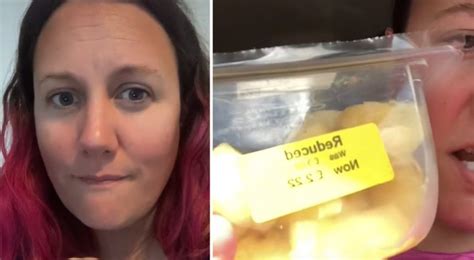 Reduced
Was £
Now £ 2.22